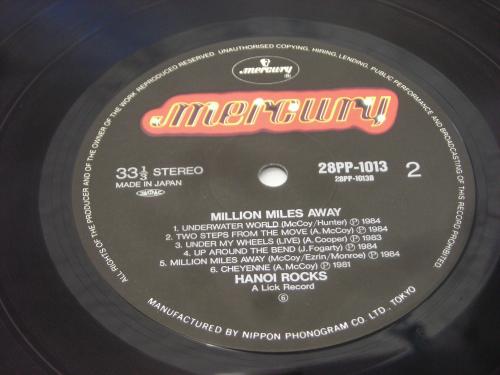 ALL RIGHTS OF THE PRODUCER AND OF THE OWNER OF THE WORK REPRODUCED RESERVED. UNAUTHORISED COPYING, HIRING, LENDING, PUBLIC PERFORMANCE AND BROADCASTING OF THIS RECORD PROHIBITED
mercury
mercury
33 1/3 STEREO
MADE IN JAPAN
28PP-1013
28PP-1013B
2
MILLION MILES AWAY
1. UNDERWATER WORLD (McCoy/Hunter) Ⓟ 1984
2. TWO STEPS FROM THE MOVE (A. McCoy) Ⓟ 1984
3. UNDER MY WHEELS (LIVE) (A. Cooper) Ⓟ 1983
4. UP AROUND THE BEND (J. Fogarty) Ⓟ 1984
5. MILLION MILES AWAY (McCoy/Ezrin/Monroe) Ⓟ 1984
6. CHEYENNE (A. McCoy) Ⓟ 1981
HANOI ROCKS
A Lick Record
MANUFACTURED BY NIPPON PHONOGRAM CO. LTD., TOKYO